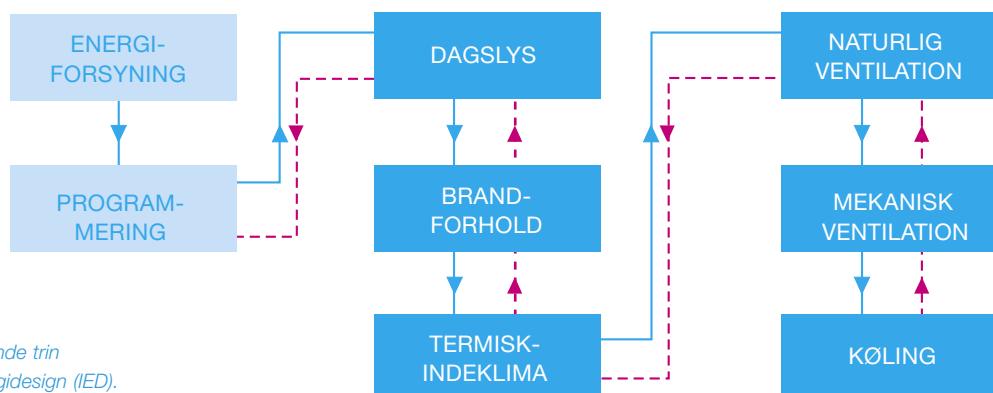 ENERGI-
FORSYNING
PROGRAM-
MERING
DAGSLYS
BRAND-
FORHOLD
TERMISK-
INDEKLIMA
NATURLIG
VENTILATION
MEKANISK
VENTILATION
KØLING
nde trin
gidesign (IED).